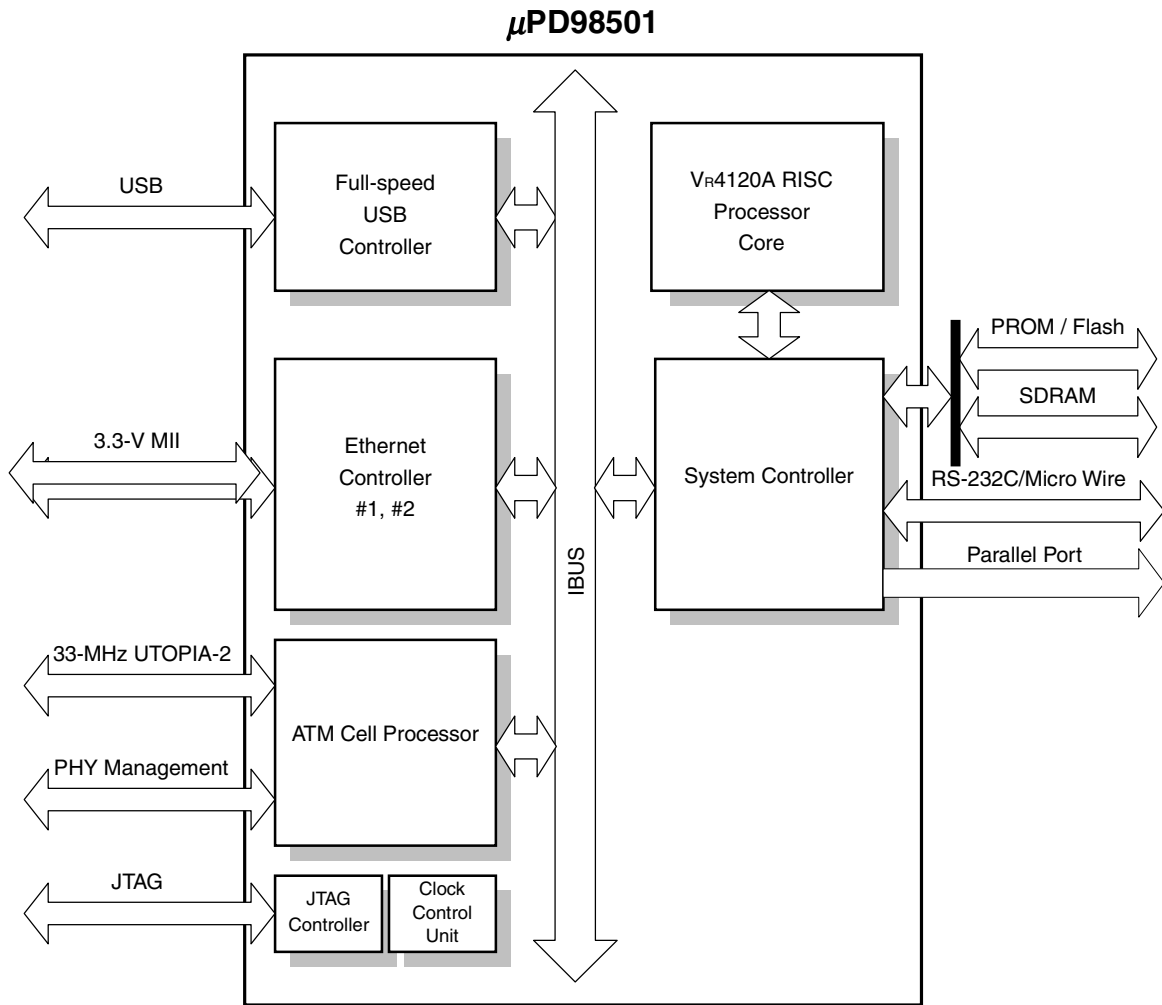 μPD98501
USB
Full-speed
USB
Controller
VR4120A RISC
Processor
Core
3.3-V MII
Ethernet
Controller
#1, #2
IBUS
System Controller
PROM / Flash
SDRAM
RS-232C/Micro Wire
Parallel Port
33-MHz UTOPIA-2
ATM Cell Processor
PHY Management
JTAG
JTAG
Controller
Clock
Control
Unit